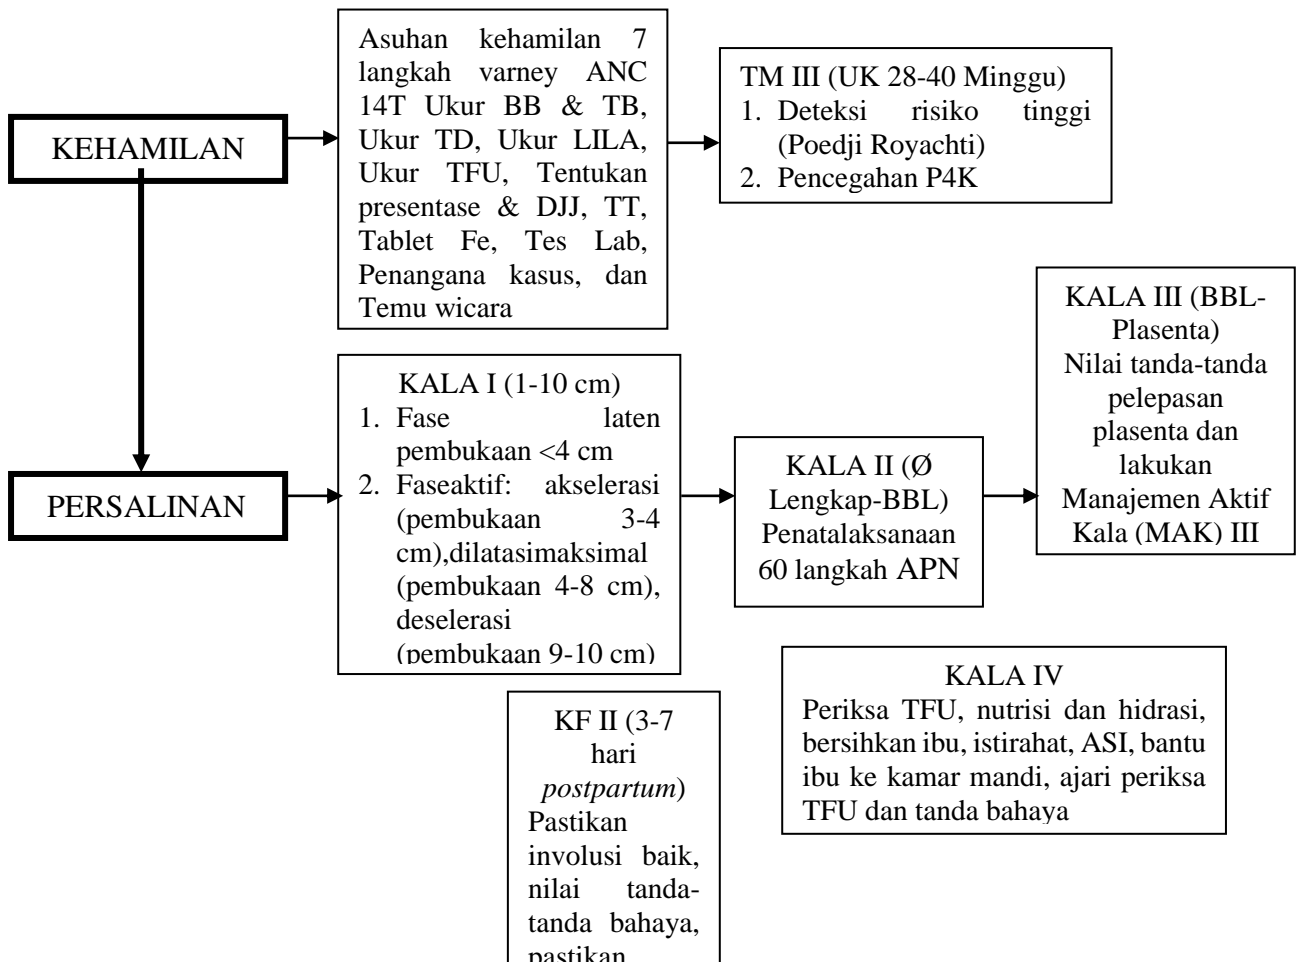 KEHAMILAN
Asuhan kehamilan 7
langkah varney ANC
14T Ukur BB & TB,
Ukur TD, Ukur LILA,
Ukur TFU, Tentukan
presentase & DJJ, TT,
Tablet Fe, Tes Lab,
Penangana kasus, dan
Temu wicara
TM III (UK 28-40 Minggu)
1. Deteksi risiko tinggi
(Poedji Royachti)
2. Pencegahan P4K
PERSALINAN
KALA I (1-10 cm)
1. Fase laten
pembukaan <4 cm
2. Faseaktif: akselerasi
(pembukaan 3-4
cm),dilatasimaksimal
(pembukaan 4-8 cm),
deselerasi
(pembukaan 9-10 cm)
KALA II (Ø
Lengkap-BBL)
Penatalaksanaan
60 langkah APN
KALA III (BBL-
Plasenta)
Nilai tanda-tanda
pelepasan
plasenta dan
lakukan
Manajemen Aktif
Kala (MAK) III
KALA IV
Periksa TFU, nutrisi dan hidrasi,
bersihkan ibu, istirahat, ASI, bantu
ibu ke kamar mandi, ajari periksa
TFU dan tanda bahaya
KF II (3-7
hari
postpartum)
Pastikan
involusi baik,
nilai tanda-
tanda bahaya,
pastikan